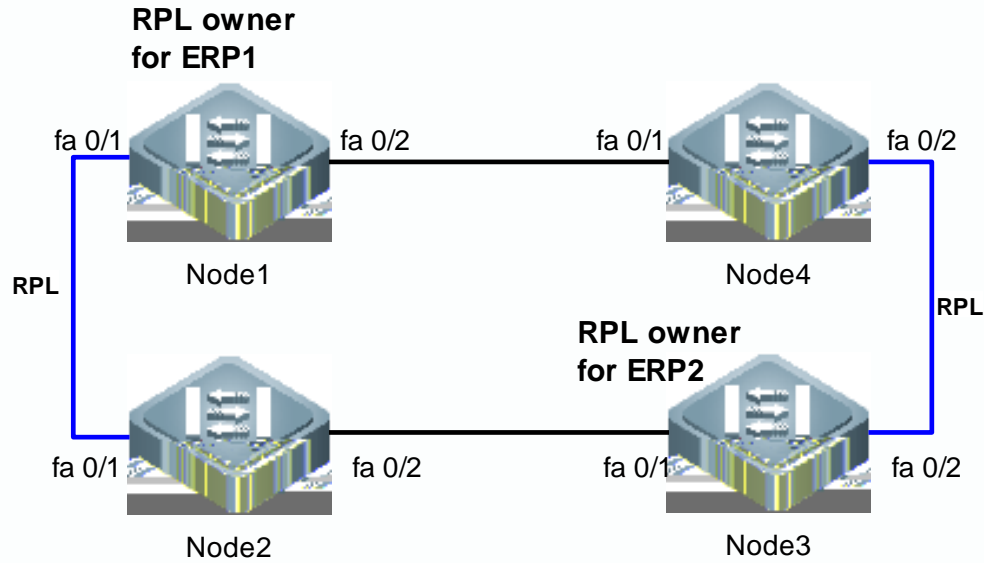 RPL owner
for ERP1
fa 0/1
fa 0/2
fa 0/1
fa 0/2
Node1
Node4
RPL
RPL
RPL owner
for ERP2
fa 0/1
fa 0/2
fa 0/1
fa 0/2
Node2
Node3